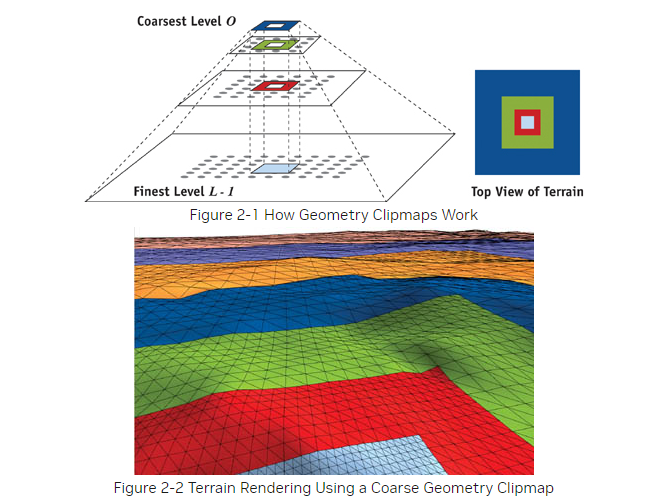 Coarsest Level O
Finest Level L - 1
Top View of Terrain
Figure 2-1 How Geometry Clipmaps Work
Figure 2-2 Terrain Rendering Using a Coarse Geometry Clipmap